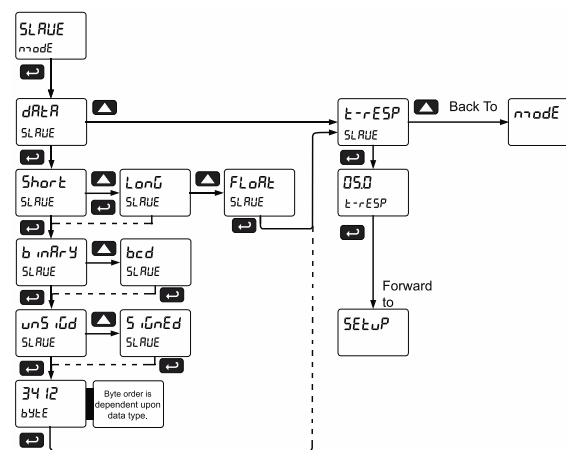 SLAVE
modE
dAtA
SLAVE
t-rESP
SLAVE
Back To
modE
Short
SLAVE
LonG
SLAVE
FLoAt
SLAVE
05.0
t-rESP
binArY
SLAVE
bcd
SLAVE
unSiGd
SLAVE
SiGnEd
SLAVE
Forward
to
SEtuP
3412
bYtE
Byte order is
dependent upon
data type.